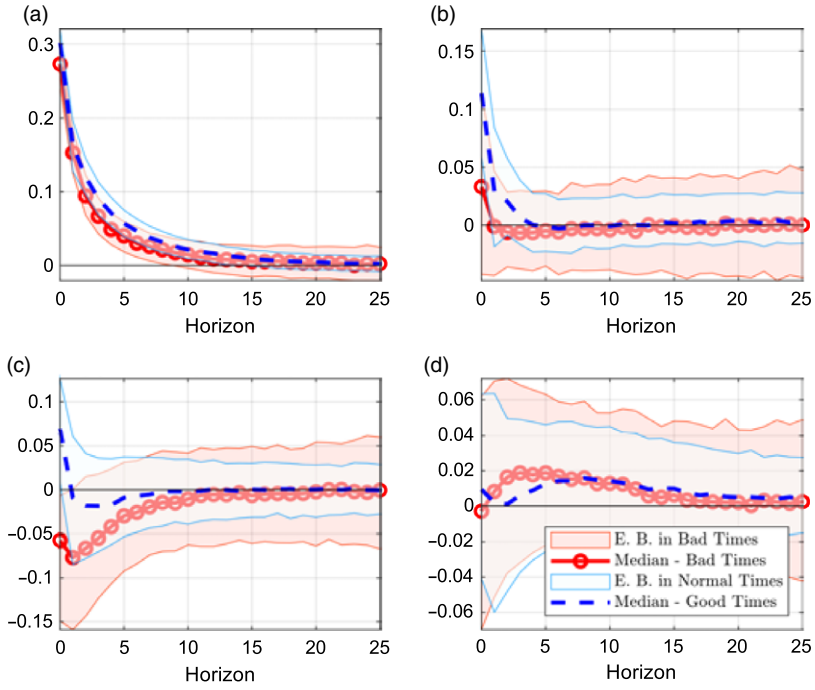 (a)
0.3
0.2
0.1
0
0 5 10 15 20 25
Horizon
(b)
0.15
0.1
0.05
0
0 5 10 15 20 25
Horizon
(c)
0.1
0.05
0
−0.05
−0.1
−0.15
0 5 10 15 20 25
Horizon
(d)
0.06
0.04
0.02
0
−0.02
−0.04
−0.06
E. B. in Bad Times
Median - Bad Times
E. B. in Normal Times
Median - Good Times
0 5 10 15 20 25
Horizon